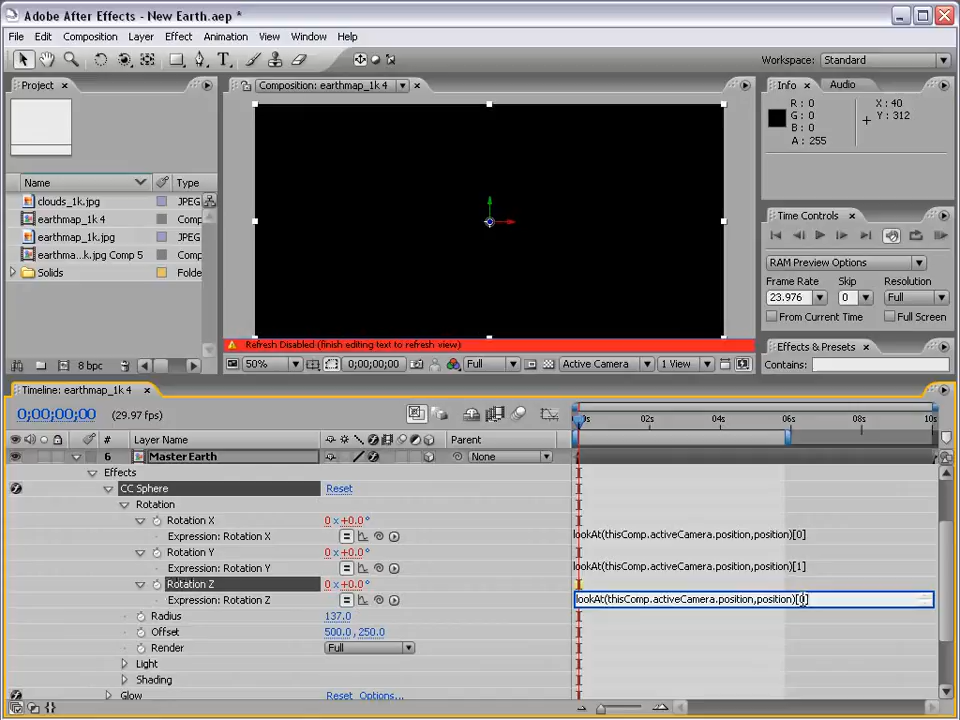 Adobe After Effects - New Earth.aep *
File Edit Composition Layer Effect Animation View Window Help
Workspace: Standard
Project
Composition: earthmap_1k 4
Info Audio
R: 0
G: 0
B: 0
A: 255
X: 40
Y: 312
Name Type
clouds_1k.jpg JPEG
earthmap_1k 4 Comp
earthmap_1k.jpg JPEG
earthma...k.jpg Comp 5 Comp
Solids Folde
Time Controls
RAM Preview Options
Frame Rate Skip Resolution
23.976 0 Full
From Current Time Full Screen
Refresh Disabled (finish editing text to refresh view)
Effects & Presets
8 bpc
50% 0;00;00;00 Full Active Camera 1 View
Contains:
Timeline: earthmap_1k 4
0;00;00;00 (29.97 fps)
02s 04s 06s 08s 10s
# Layer Name Parent
6 Master Earth None
Effects
CC Sphere Reset
Rotation
Rotation X 0 x+0.0°
Expression: Rotation X lookAt(thisComp.activeCamera.position,position)[0]
Rotation Y 0 x+0.0°
Expression: Rotation Y lookAt(thisComp.activeCamera.position,position)[1]
Rotation Z 0 x+0.0°
Expression: Rotation Z
Radius 137.0
Offset 500.0,250.0
Render Full
Light
Shading
Glow Reset Options...